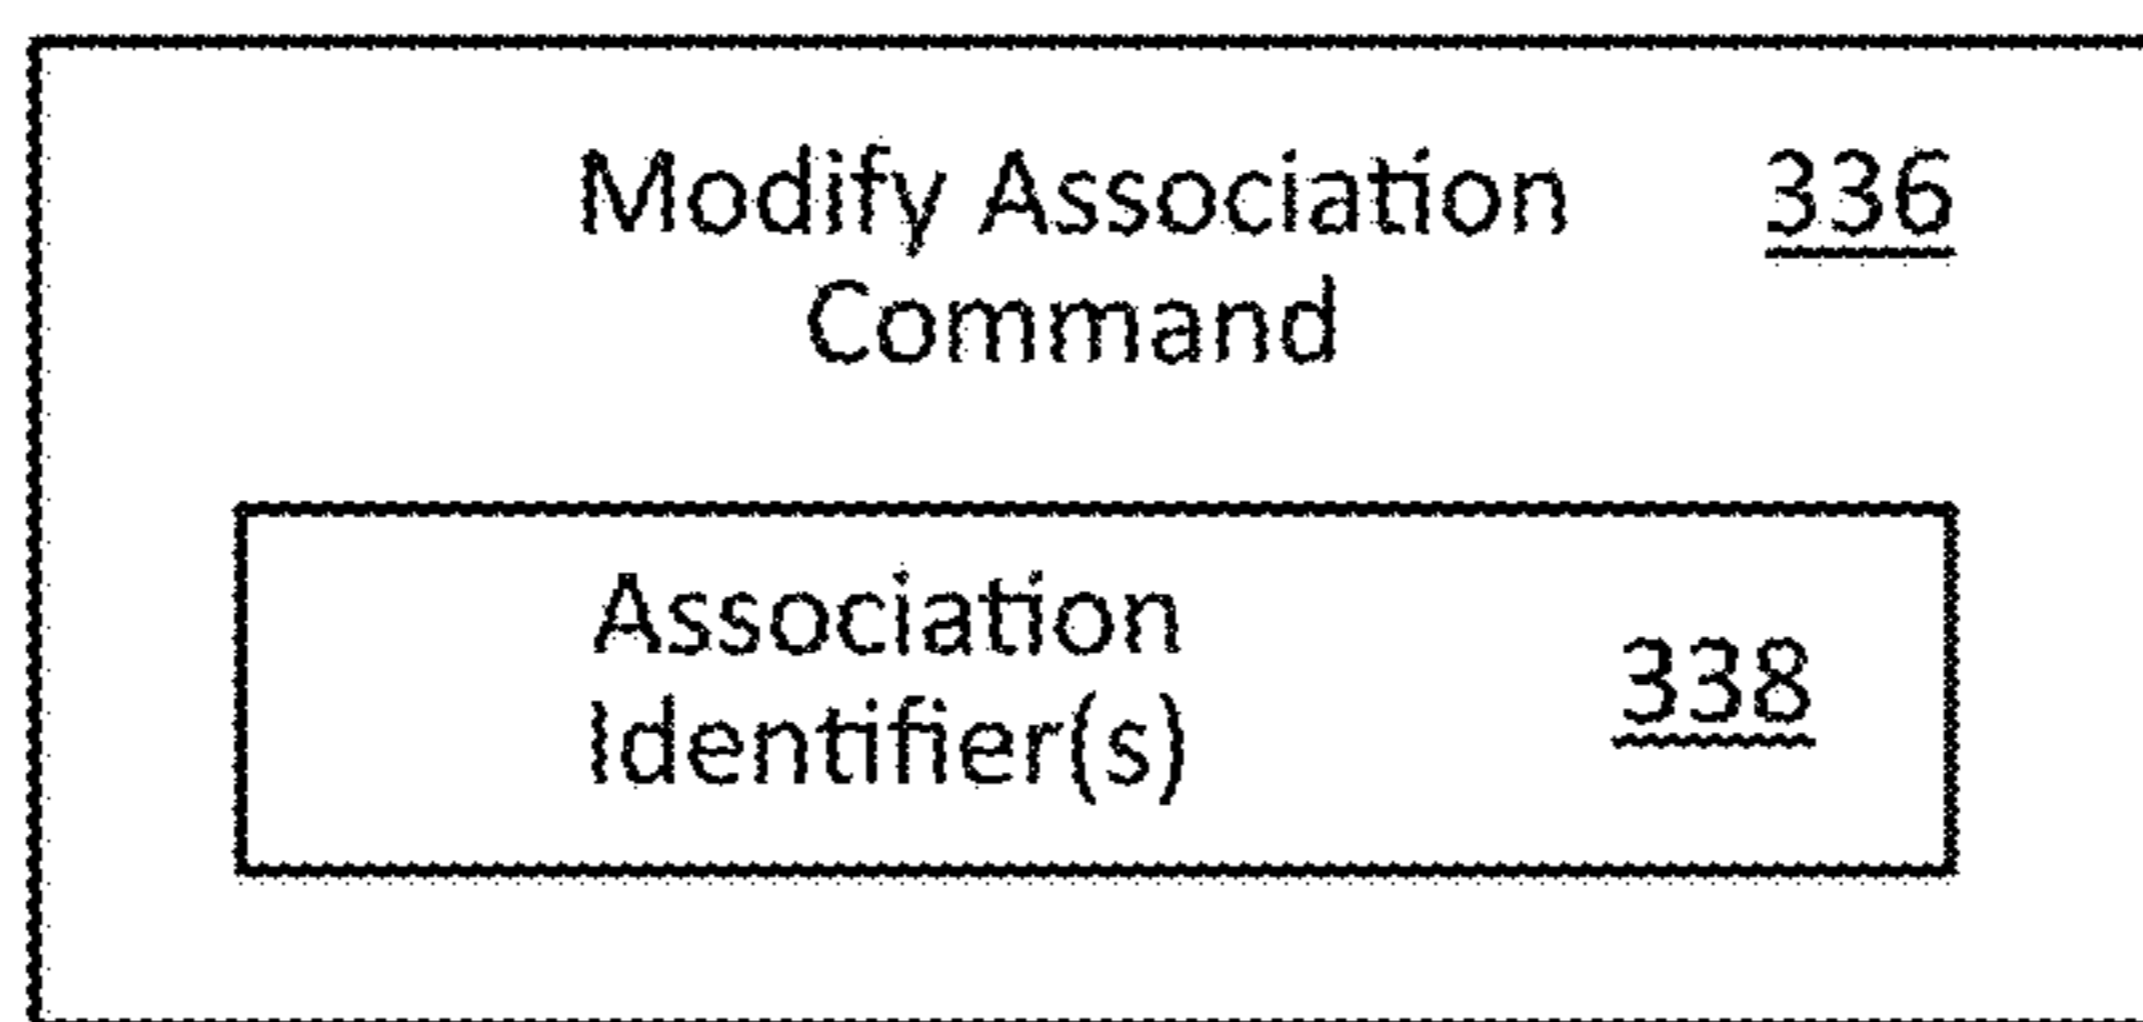 Modify Association 336
Command
Association
Identifier(s) 338